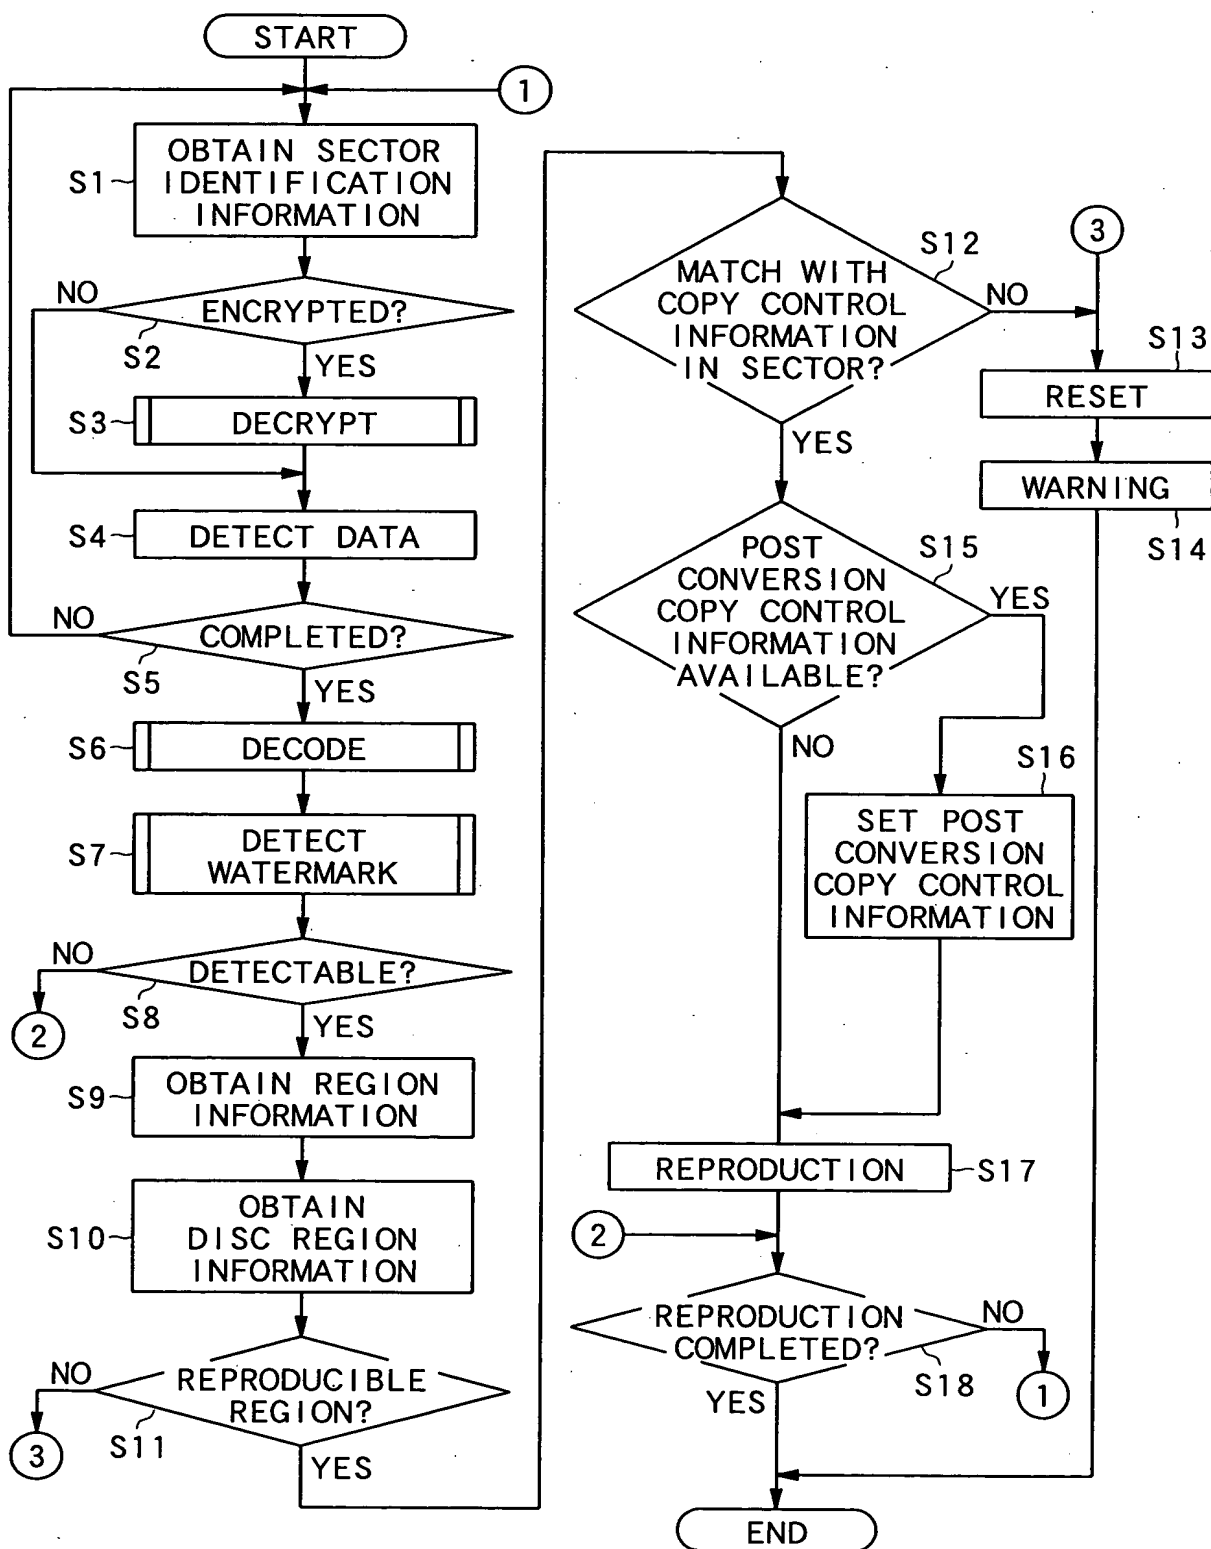 START
1
S1
OBTAIN SECTOR
IDENTIFICATION
INFORMATION
NO
ENCRYPTED?
S2
YES
S3
DECRYPT
S4
DETECT DATA
NO
COMPLETED?
S5
YES
S6
DECODE
S7
DETECT
WATERMARK
NO
DETECTABLE?
S8
YES
2
S9
OBTAIN REGION
INFORMATION
S10
OBTAIN
DISC REGION
INFORMATION
NO
REPRODUCIBLE
REGION?
S11
YES
3
S12
MATCH WITH
COPY CONTROL
INFORMATION
IN SECTOR?
NO
YES
3
S13
RESET
WARNING
S14
POST
CONVERSION
COPY CONTROL
INFORMATION
AVAILABLE?
S15
YES
NO
S16
SET POST
CONVERSION
COPY CONTROL
INFORMATION
REPRODUCTION
S17
2
REPRODUCTION
COMPLETED?
NO
S18
1
YES
END